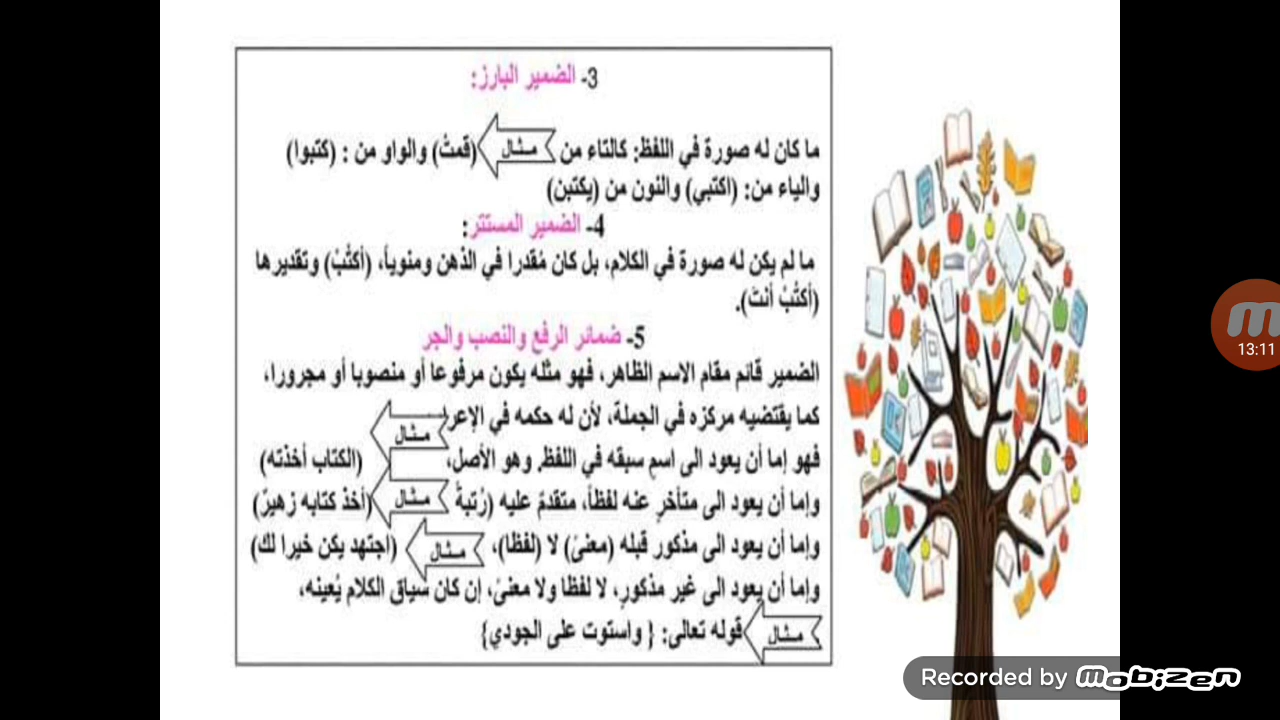 3- الضمير البارز:
ما كان له صورة في اللفظ: كالتاء من مثال (قمتُ) والواو من : (كتبوا)
والياء من: (اكتبي) والنون من (يكتبن)
4- الضمير المستتر:
ما لم يكن له صورة في الكلام، بل كان مُقدرا في الذهن ومنوياً، (أكتُبْ) وتقديرها
(أكتُبْ أنتَ).
5- ضمائر الرفع والنصب والجر
الضمير قائم مقام الاسم الظاهر، فهو مثله يكون مرفوعا أو منصوبا أو مجرورا،
كما يقتضيه مركزه في الجملة، لأن له حكمه في الإعرا
مثال
فهو إما أن يعود الى اسمٍ سبقه في اللفظ. وهو الأصل، (الكتاب أخذته)
وإما أن يعود الى متأخرٍ عنه لفظاً، متقدمٌ عليه (رُتبةً مثال (أخذ كتابه زهيرٌ)
وإما أن يعود الى مذكور قبله (معنىً) لا (لفظا)، مثال (اجتهد يكن خيرا لك)
وإما أن يعود الى غير مذكورٍ، لا لفظا ولا معنىً، إن كان سياق الكلام يُعينه،
مثال قوله تعالى: { واستوت على الجودي}
13:11
Recorded by mobizen